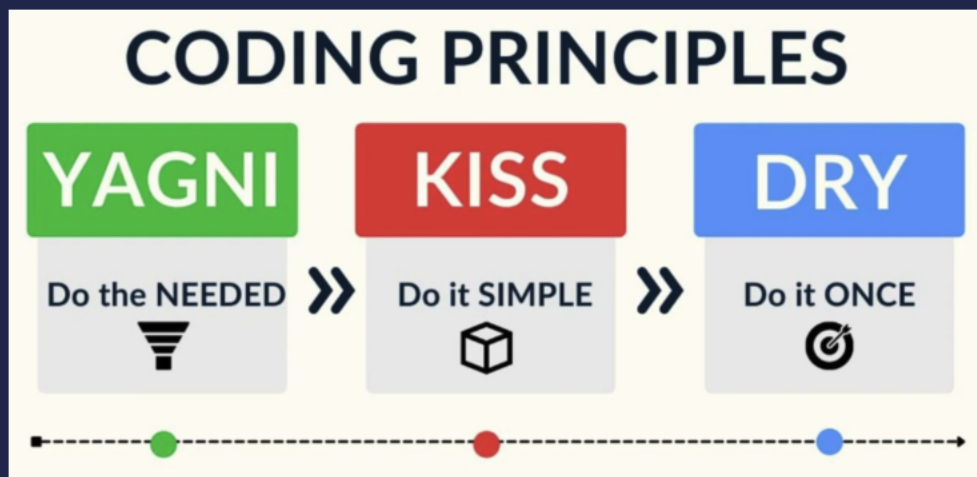 CODING PRINCIPLES
YAGNI
Do the NEEDED
KISS
Do it SIMPLE
DRY
Do it ONCE